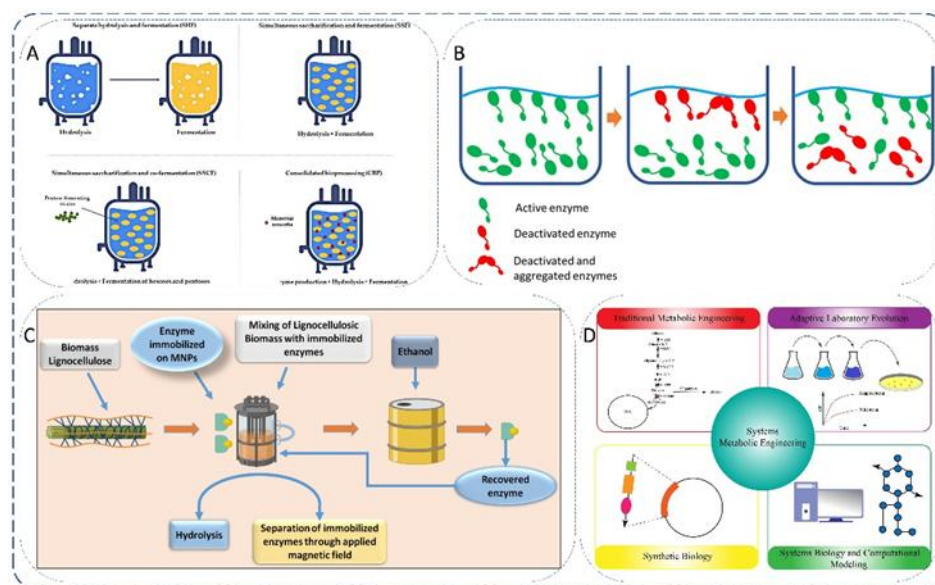 A
Separate hydrolysis and fermentation (SHF)
Hydrolysis
Fermentation
Simultaneous saccharification and fermentation (SSF)
Hydrolysis + Fermentation
Simultaneous saccharification and co-fermentation (SSCF)
Pentose fermenting
Hydrolysis + Fermentation of hexoses and pentoses
Consolidated bioprocessing (CBP)
yme production + Hydrolysis + Fermentation
B
Active enzyme
Deactivated enzyme
Deactivated and
aggregated enzymes
C
Biomass
Lignocellulose
Enzyme
immobilized
on MNPs
Mixing of Lignocellulosic
Biomass with immobilized
enzymes
Ethanol
Recovered
enzyme
Hydrolysis
Separation of immobilized
enzymes through applied
magnetic field
D
Traditional Metabolic Engineering
Adaptive Laboratory Evolution
Systems
Metabolic Engineering
Synthetic Biology
Systems Biology and Computational
Modeling